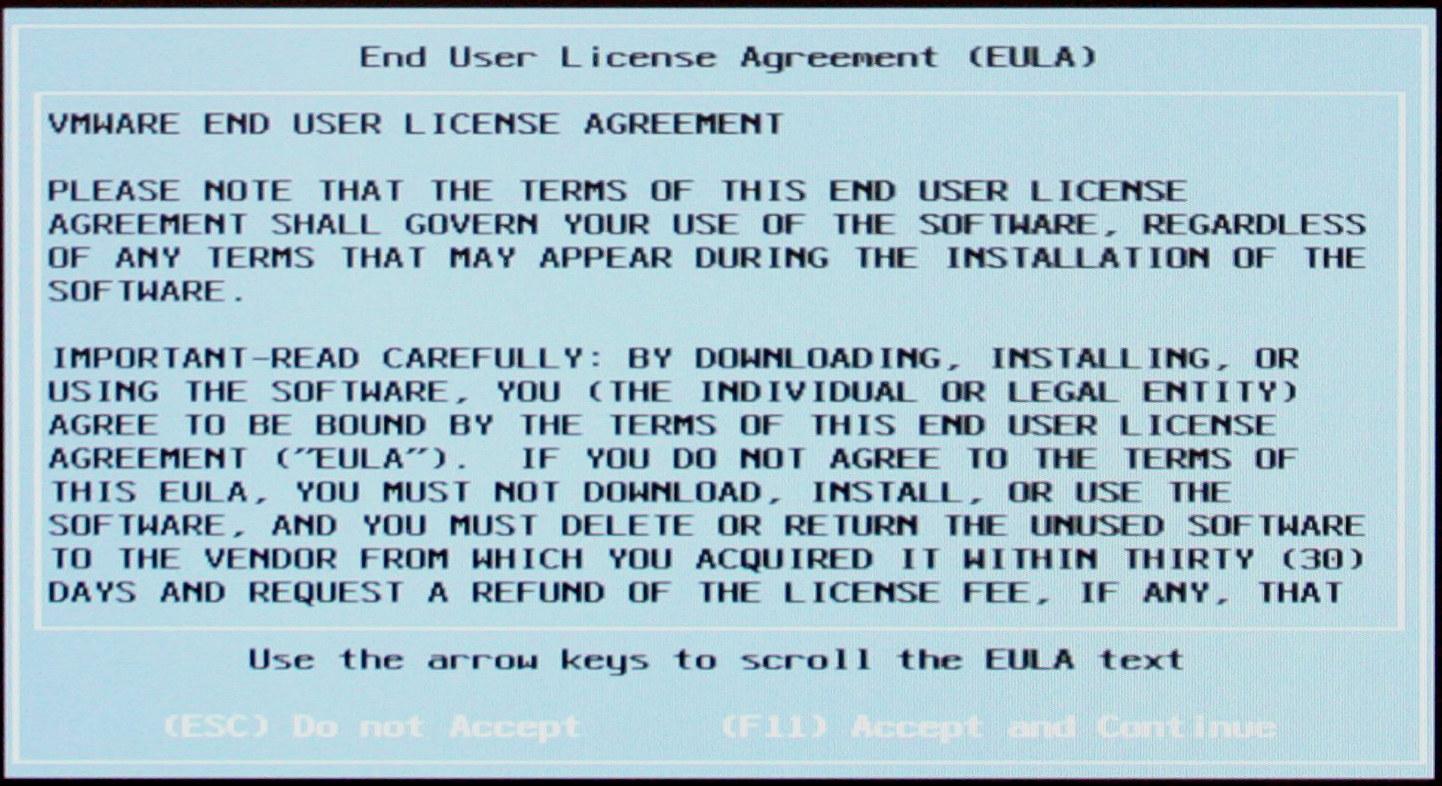 End User License Agreement (EULA)
VMWARE END USER LICENSE AGREEMENT
PLEASE NOTE THAT THE TERMS OF THIS END USER LICENSE
AGREEMENT SHALL GOVERN YOUR USE OF THE SOFTWARE, REGARDLESS
OF ANY TERMS THAT MAY APPEAR DURING THE INSTALLATION OF THE
SOFTWARE.
IMPORTANT-READ CAREFULLY: BY DOWNLOADING, INSTALLING, OR
USING THE SOFTWARE, YOU (THE INDIVIDUAL OR LEGAL ENTITY)
AGREE TO BE BOUND BY THE TERMS OF THIS END USER LICENSE
AGREEMENT ("EULA").  IF YOU DO NOT AGREE TO THE TERMS OF
THIS EULA, YOU MUST NOT DOWNLOAD, INSTALL, OR USE THE
SOFTWARE, AND YOU MUST DELETE OR RETURN THE UNUSED SOFTWARE
TO THE VENDOR FROM WHICH YOU ACQUIRED IT WITHIN THIRTY (30)
DAYS AND REQUEST A REFUND OF THE LICENSE FEE, IF ANY, THAT
Use the arrow keys to scroll the EULA text
(ESC) Do not Accept (F11) Accept and Continue